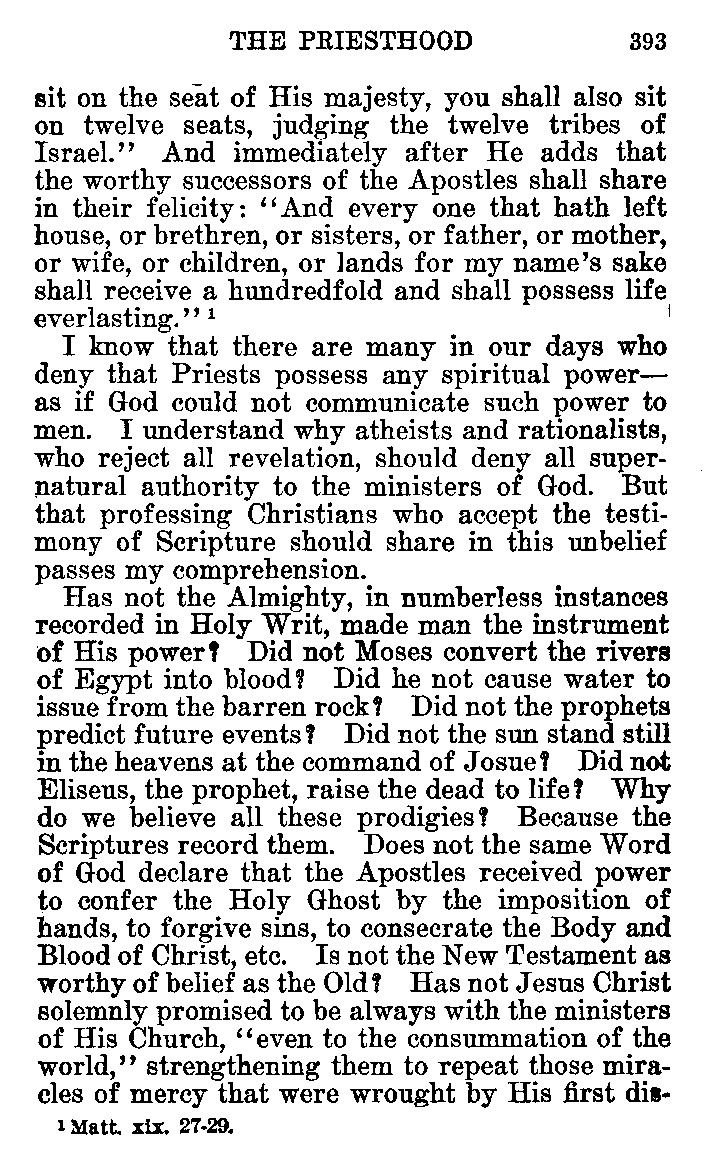 THE PRIESTHOOD 393
sit on the seat of His majesty, you shall also sit
on twelve seats, judging the twelve tribes of
Israel." And immediately after He adds that
the worthy successors of the Apostles shall share
in their felicity: "And every one that hath left
house, or brethren, or sisters, or father, or mother,
or wife, or children, or lands for my name's sake
shall receive a hundredfold and shall possess life
everlasting." 1
I know that there are many in our days who
deny that Priests possess any spiritual power—
as if God could not communicate such power to
men. I understand why atheists and rationalists,
who reject all revelation, should deny all super-
natural authority to the ministers of God. But
that professing Christians who accept the testi-
mony of Scripture should share in this unbelief
passes my comprehension.
Has not the Almighty, in numberless instances
recorded in Holy Writ, made man the instrument
of His power? Did not Moses convert the rivers
of Egypt into blood? Did he not cause water to
issue from the barren rock? Did not the prophets
predict future events? Did not the sun stand still
in the heavens at the command of Josue? Did not
Eliseus, the prophet, raise the dead to life? Why
do we believe all these prodigies? Because the
Scriptures record them. Does not the same Word
of God declare that the Apostles received power
to confer the Holy Ghost by the imposition of
hands, to forgive sins, to consecrate the Body and
Blood of Christ, etc. Is not the New Testament as
worthy of belief as the Old? Has not Jesus Christ
solemnly promised to be always with the ministers
of His Church, "even to the consummation of the
world," strengthening them to repeat those mira-
cles of mercy that were wrought by His first dis-
1 Matt. xix. 27-29.